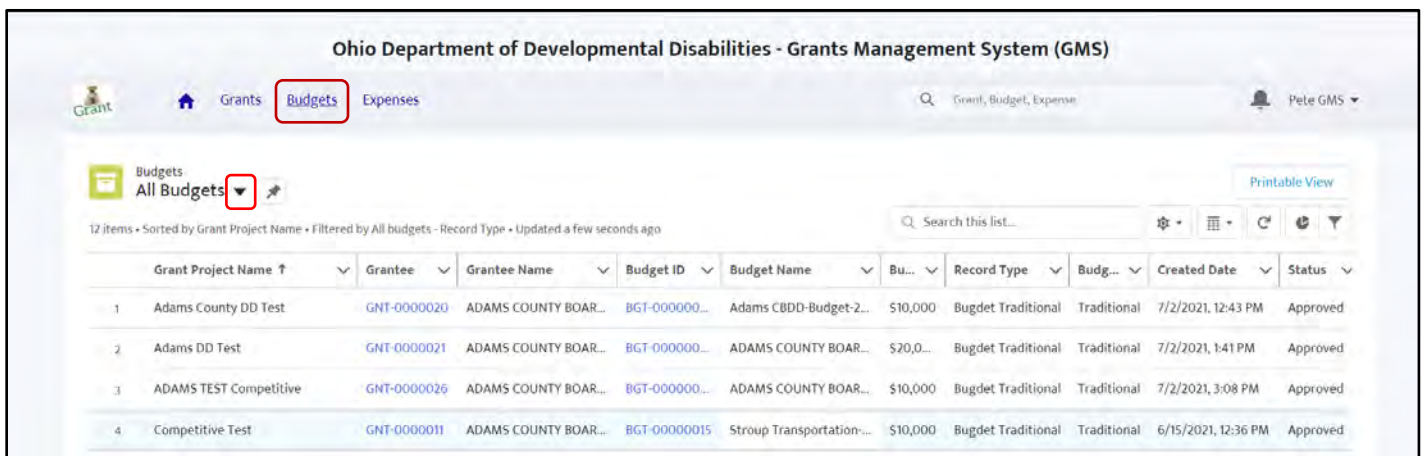 Ohio Department of Developmental Disabilities - Grants Management System (GMS)
Grant Grants Budgets Expenses Grant, Budget, Expense Pete GMS
Budgets
All Budgets
Printable View
12 items • Sorted by Grant Project Name • Filtered by All budgets - Record Type • Updated a few seconds ago Search this list...
Grant Project Name ↑ Grantee Grantee Name Budget ID Budget Name Bu... Record Type Budg... Created Date Status
1 Adams County DD Test GNT-0000020 ADAMS COUNTY BOAR... BGT-000000... Adams CBDD-Budget-2... $10,000 Bugdet Traditional Traditional 7/2/2021, 12:43 PM Approved
2 Adams DD Test GNT-0000021 ADAMS COUNTY BOAR... BGT-000000... ADAMS COUNTY BOAR... $20,0... Bugdet Traditional Traditional 7/2/2021, 1:41 PM Approved
3 ADAMS TEST Competitive GNT-0000026 ADAMS COUNTY BOAR... BGT-000000... ADAMS COUNTY BOAR... $10,000 Bugdet Traditional Traditional 7/2/2021, 3:08 PM Approved
4 Competitive Test GNT-0000011 ADAMS COUNTY BOAR... BGT-00000015 Stroup Transportation-... $10,000 Bugdet Traditional Traditional 6/15/2021, 12:36 PM Approved